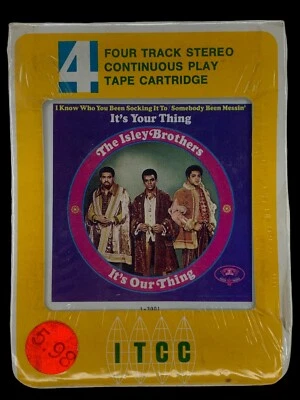 4
FOUR TRACK STEREO
CONTINUOUS PLAY
TAPE CARTRIDGE
I Know Who You Been Socking It To Somebody Been Messin'
It's Your Thing
The Isley Brothers
It's Our Thing
5.98
ITCC